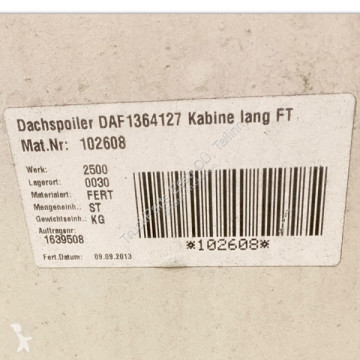 Dachspoiler DAF1364127 Kabine lang FT
Mat.Nr: 102608
Werk: 2500
Lagerort: 0030
Materialart: FERT
Mengeneinh.: ST
Gewichtseinh.: KG
Auftragsnr:
1639508
Fert.Datum: 09.09.2013
*102608*